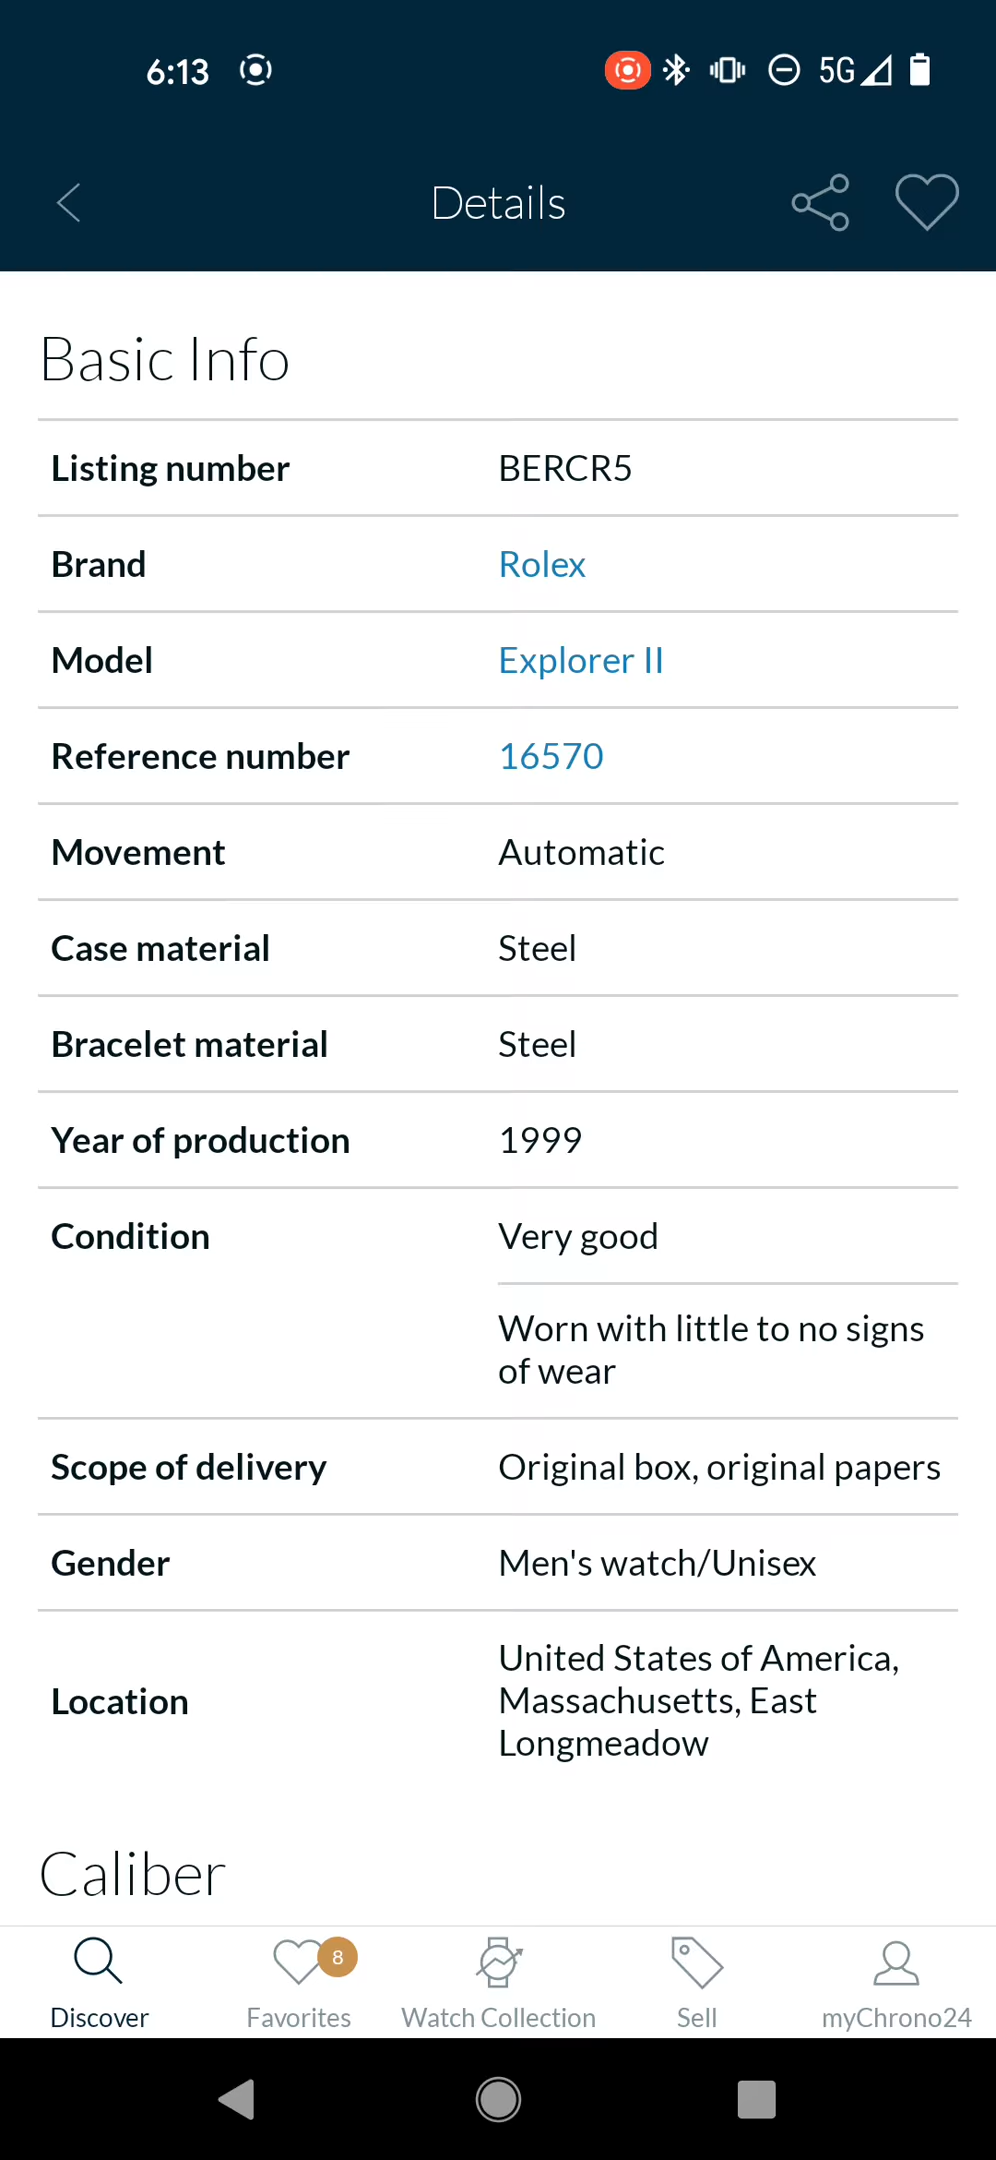 6:13
5G
Details
Basic Info
Listing number BERCR5
Brand Rolex
Model Explorer II
Reference number 16570
Movement Automatic
Case material Steel
Bracelet material Steel
Year of production 1999
Condition Very good
Worn with little to no signs
of wear
Scope of delivery Original box, original papers
Gender Men's watch/Unisex
Location United States of America,
Massachusetts, East
Longmeadow
Caliber
8
Discover Favorites Watch Collection Sell myChrono24